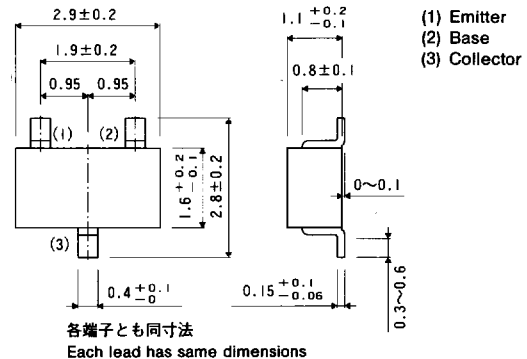 2.9±0.2
1.9±0.2
0.95 0.95
(1) (2)
(3)
1.6 +0.2 -0.1
2.8±0.2
0.4 +0.1 -0
各端子とも同寸法
Each lead has same dimensions
1.1 +0.2 -0.1
0.8±0.1
0~0.1
0.15 +0.1 -0.06
0.3~0.6
(1) Emitter
(2) Base
(3) Collector